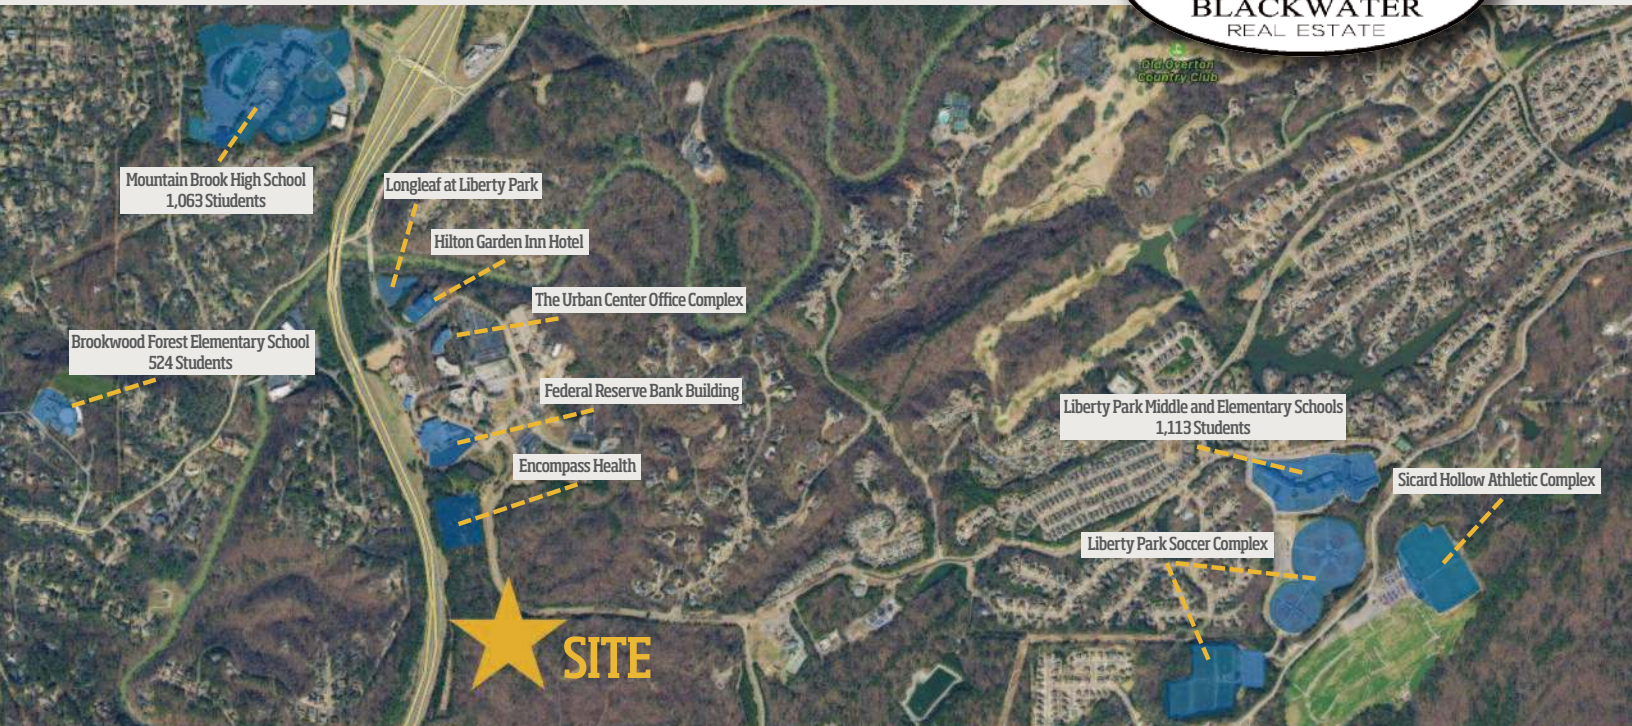 BLACKWATER
REAL ESTATE
Old Overton
Country Club
Mountain Brook High School
1,063 Stiudents
Longleaf at Liberty Park
Hilton Garden Inn Hotel
The Urban Center Office Complex
Brookwood Forest Elementary School
524 Students
Federal Reserve Bank Building
Liberty Park Middle and Elementary Schools
1,113 Students
Encompass Health
Sicard Hollow Athletic Complex
Liberty Park Soccer Complex
SITE